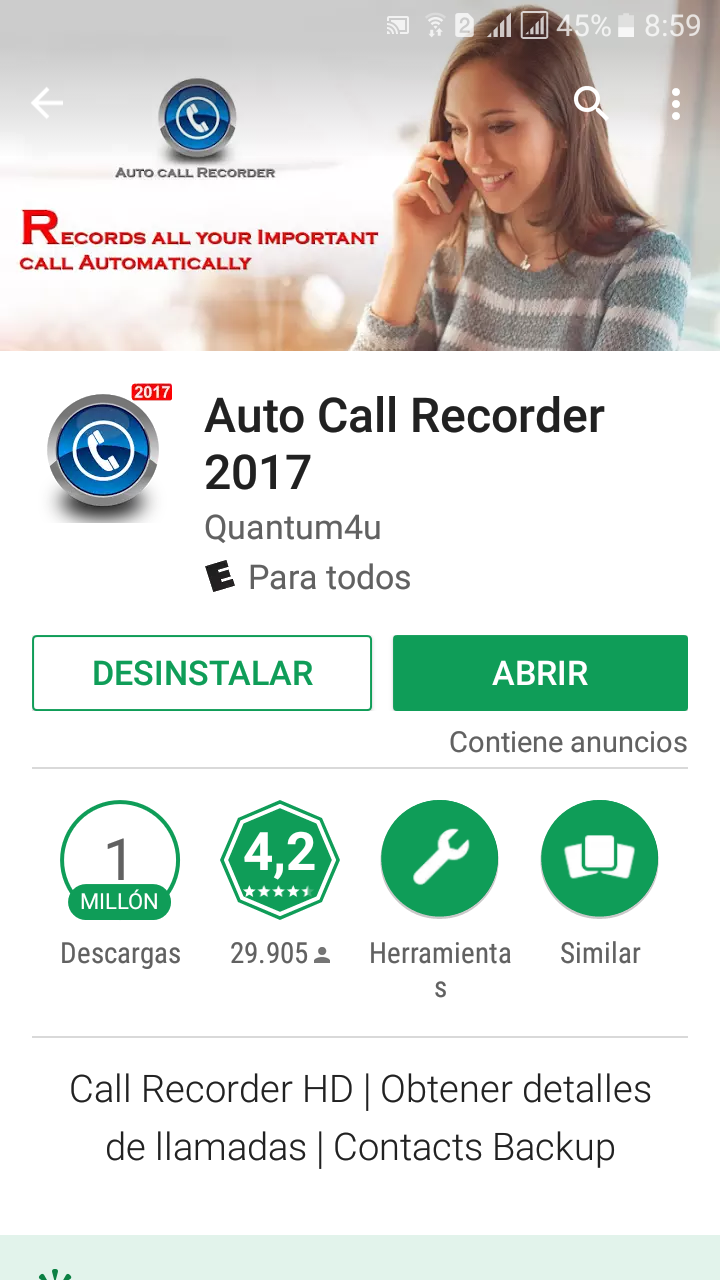 2 45% 8:59
AUTO CALL RECORDER
RECORDS ALL YOUR IMPORTANT
CALL AUTOMATICALLY
2017
Auto Call Recorder
2017
Quantum4u
E Para todos
DESINSTALAR
ABRIR
Contiene anuncios
1
MILLÓN
4,2
Descargas
29.905
Herramienta
s
Similar
Call Recorder HD | Obtener detalles
de llamadas | Contacts Backup